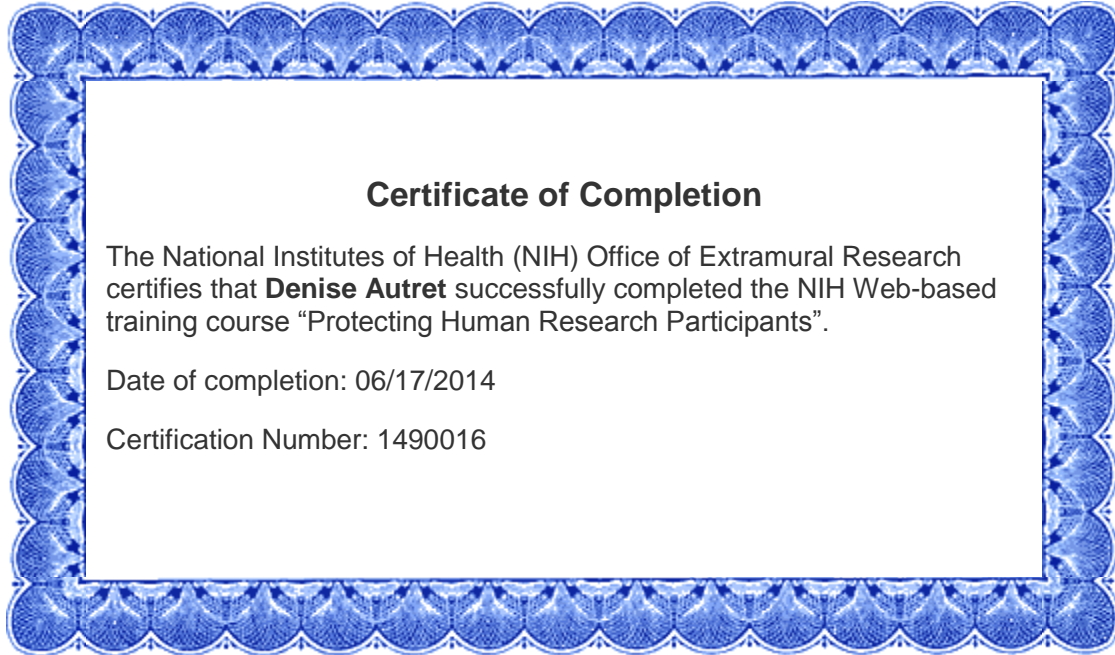 Certificate of Completion
The National Institutes of Health (NIH) Office of Extramural Research
certifies that Denise Autret successfully completed the NIH Web-based
training course “Protecting Human Research Participants”.
Date of completion: 06/17/2014
Certification Number: 1490016